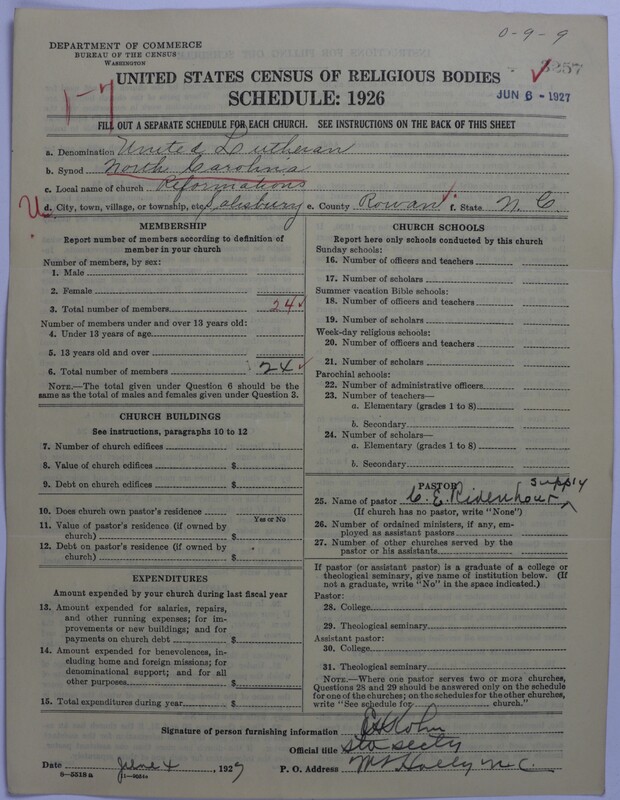 0-9-9
DEPARTMENT OF COMMERCE
BUREAU OF THE CENSUS
WASHINGTON
3257
UNITED STATES CENSUS OF RELIGIOUS BODIES
SCHEDULE: 1926
JUN 6 - 1927
1-7
FILL OUT A SEPARATE SCHEDULE FOR EACH CHURCH. SEE INSTRUCTIONS ON THE BACK OF THIS SHEET
a. Denomination United Lutheran
b. Synod North Carolina
c. Local name of church Reformations
U
d. City, town, village, or township, etc. Salisbury e. County Rowan f. State N. C.
MEMBERSHIP
Report number of members according to definition of
member in your church
Number of members, by sex:
1. Male
2. Female
3. Total number of members 24
Number of members under and over 13 years old:
4. Under 13 years of age
5. 13 years old and over
6. Total number of members 24
NOTE.—The total given under Question 6 should be the
same as the total of males and females given under Question 3.
CHURCH BUILDINGS
See instructions, paragraphs 10 to 12
7. Number of church edifices
8. Value of church edifices $
9. Debt on church edifices $
10. Does church own pastor's residence
Yes or No
11. Value of pastor's residence (if owned by
church) $
12. Debt on pastor's residence (if owned by
church) $
EXPENDITURES
Amount expended by your church during last fiscal year
13. Amount expended for salaries, repairs,
and other running expenses; for im-
provements or new buildings; and for
payments on church debt $
14. Amount expended for benevolences, in-
cluding home and foreign missions; for
denominational support; and for all
other purposes $
15. Total expenditures during year $
CHURCH SCHOOLS
Report here only schools conducted by this church
Sunday schools:
16. Number of officers and teachers
17. Number of scholars
Summer vacation Bible schools:
18. Number of officers and teachers
19. Number of scholars
Week-day religious schools:
20. Number of officers and teachers
21. Number of scholars
Parochial schools:
22. Number of administrative officers
23. Number of teachers—
a. Elementary (grades 1 to 8)
b. Secondary
24. Number of scholars—
a. Elementary (grades 1 to 8)
b. Secondary
PASTOR
supply
25. Name of pastor C. E. Ridenhour
(If church has no pastor, write "None")
26. Number of ordained ministers, if any, em-
ployed as assistant pastors
27. Number of other churches served by the
pastor or his assistants
If pastor (or assistant pastor) is a graduate of a college or
theological seminary, give name of institution below. (If
not a graduate, write "No" in the space indicated.)
Pastor:
28. College
29. Theological seminary
Assistant pastor:
30. College
31. Theological seminary
NOTE.—Where one pastor serves two or more churches,
Questions 28 and 29 should be answered only on the schedule
for one of the churches; on the schedules for the other churches,
write "See schedule for church."
Signature of person furnishing information Kohn
Official title secty
Date June 4, 1927 P. O. Address Mt Holly N.C.
8-5518a